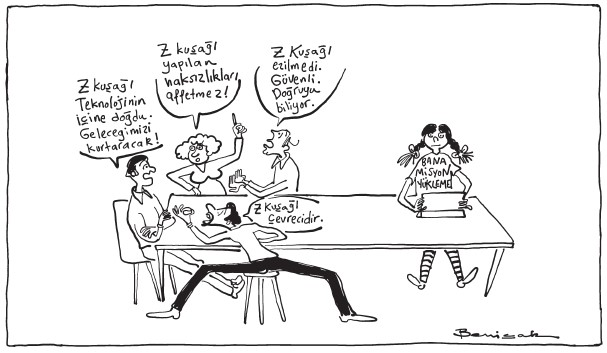 Z kuşağı
Teknolojinin
içine doğdu.
Geleceğimizi
kurtaracak!
Z kuşağı
yapılan
haksızlıkları
affetmez!
Z Kuşağı
ezilmedi.
Güvenli.
Doğruyu
biliyor.
Z Kuşağı
Çevrecidir.
BANA
MİSYON
YÜKLEME!
Benisak